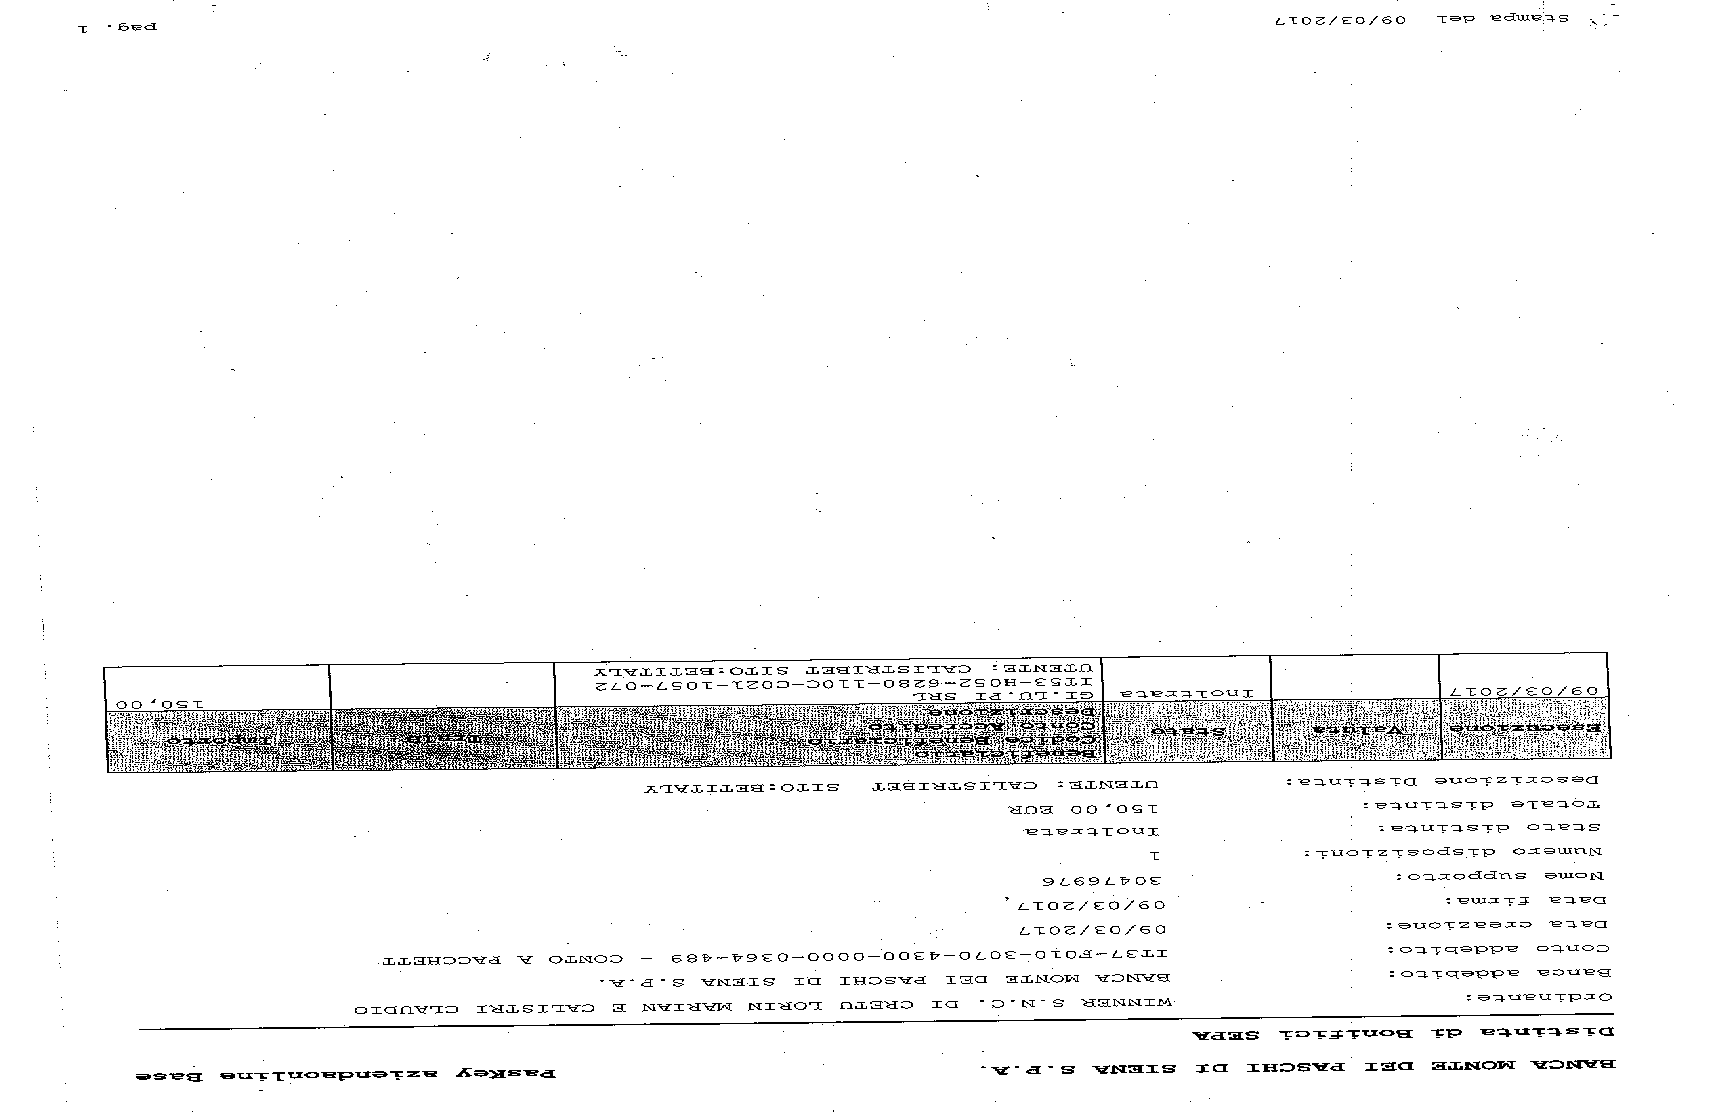 BANCA MONTE DEI PASCHI DI SIENA S.P.A. PasKey aziendaonline Base
Distinta di Bonifici SEPA
Ordinante: WINNER S.N.C. DI CRETU LORIN MARIAN E CALISTRI CLAUDIO
Banca addebito: BANCA MONTE DEI PASCHI DI SIENA S.P.A.
Conto addebito: IT37-F010-3070-4300-0000-0364-489 - CONTO A PACCHETT
Data creazione: 09/03/2017
Data firma: 09/03/2017
Nome supporto: 30476976
Numero disposizioni: 1
Stato distinta: Inoltrata
Totale distinta: 150,00 EUR
Descrizione Distinta: UTENTE: CALISTRIBET SITO:BETITALY
Esecuzione Valuta Stato Beneficiario Importo
Codice Beneficiario
Conto Accredito
Descrizione
09/03/2017 Inoltrata GI.LU.PI SRL 150,00
IT53-H052-6280-110C-C021-1057-072
UTENTE: CALISTRIBET SITO:BETITALY
Stampa del 09/03/2017 pag. 1